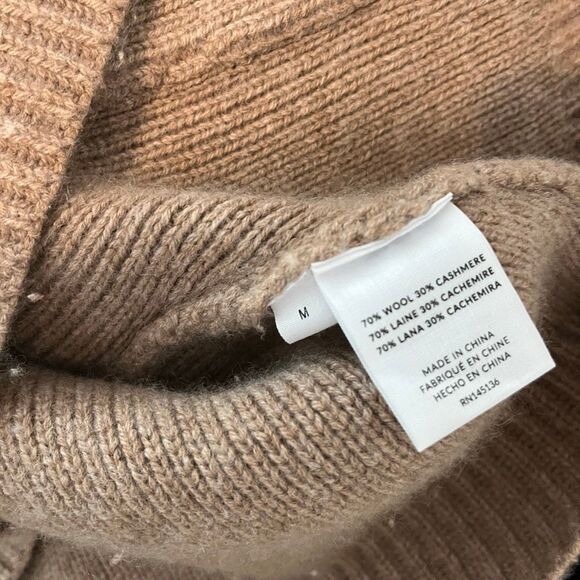 M
70% WOOL 30% CASHMERE
70% LAINE 30% CACHEMIRE
70% LANA 30% CACHEMIRA
MADE IN CHINA
FABRIQUÉ EN CHINE
HECHO EN CHINA
RN145136